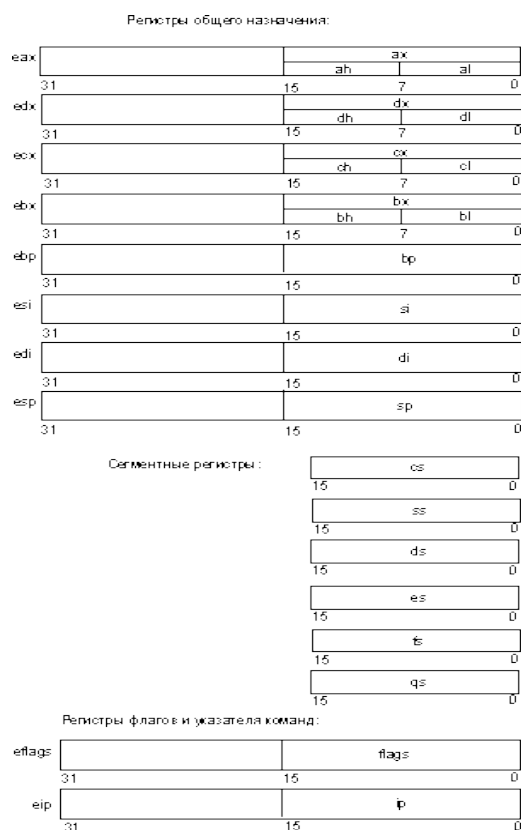 Регистры общего назначения:
eax
ax
ah al
31 15 7 0
edx
dx
dh dl
31 15 7 0
ecx
cx
ch cl
31 15 7 0
ebx
bx
bh bl
31 15 7 0
ebp bp
31 15 0
esi si
31 15 0
edi di
31 15 0
esp sp
31 15 0
Сегментные регистры:
cs
15 0
ss
15 0
ds
15 0
es
15 0
fs
15 0
qs
15 0
Регистры флагов и указателя команд:
eflags flags
31 15 0
eip ip
31 15 0